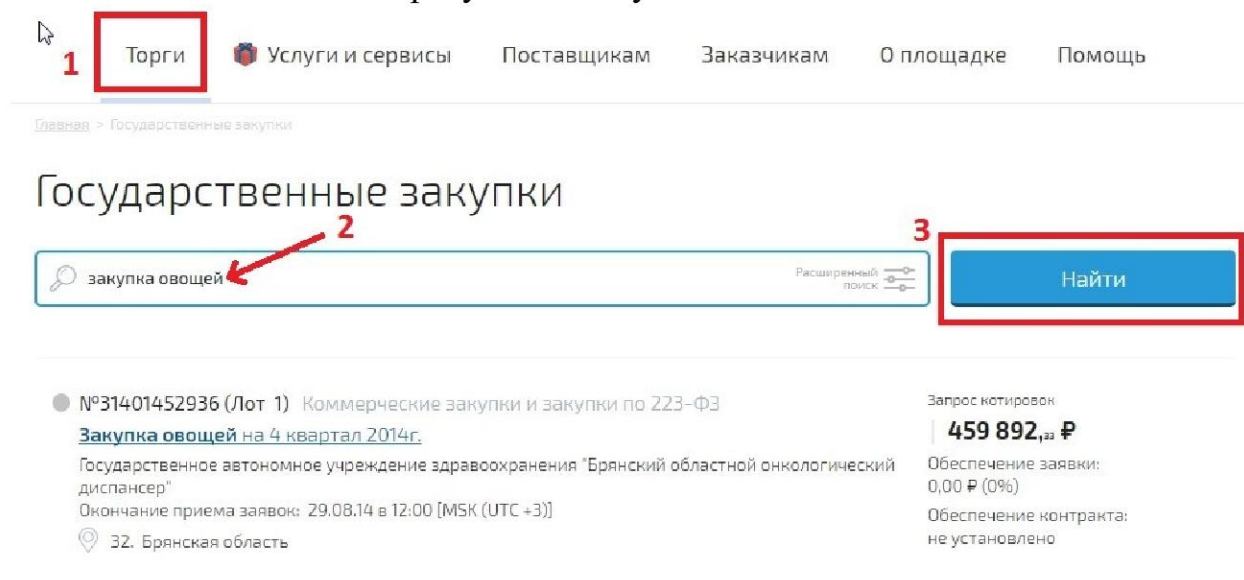 1 Торги Услуги и сервисы Поставщикам Заказчикам О площадке Помощь
Главная > Государственные закупки
Государственные закупки
2
3
закупка овощей
Расширенный
поиск
Найти
№31401452936 (Лот 1) Коммерческие закупки и закупки по 223-ФЗ
Закупка овощей на 4 квартал 2014г.
Государственное автономное учреждение здравоохранения "Брянский областной онкологический
диспансер"
Окончание приема заявок: 29.08.14 в 12:00 [MSK (UTC +3)]
32. Брянская область
Запрос котировок
459 892,33 ₽
Обеспечение заявки:
0,00 ₽ (0%)
Обеспечение контракта:
не установлено